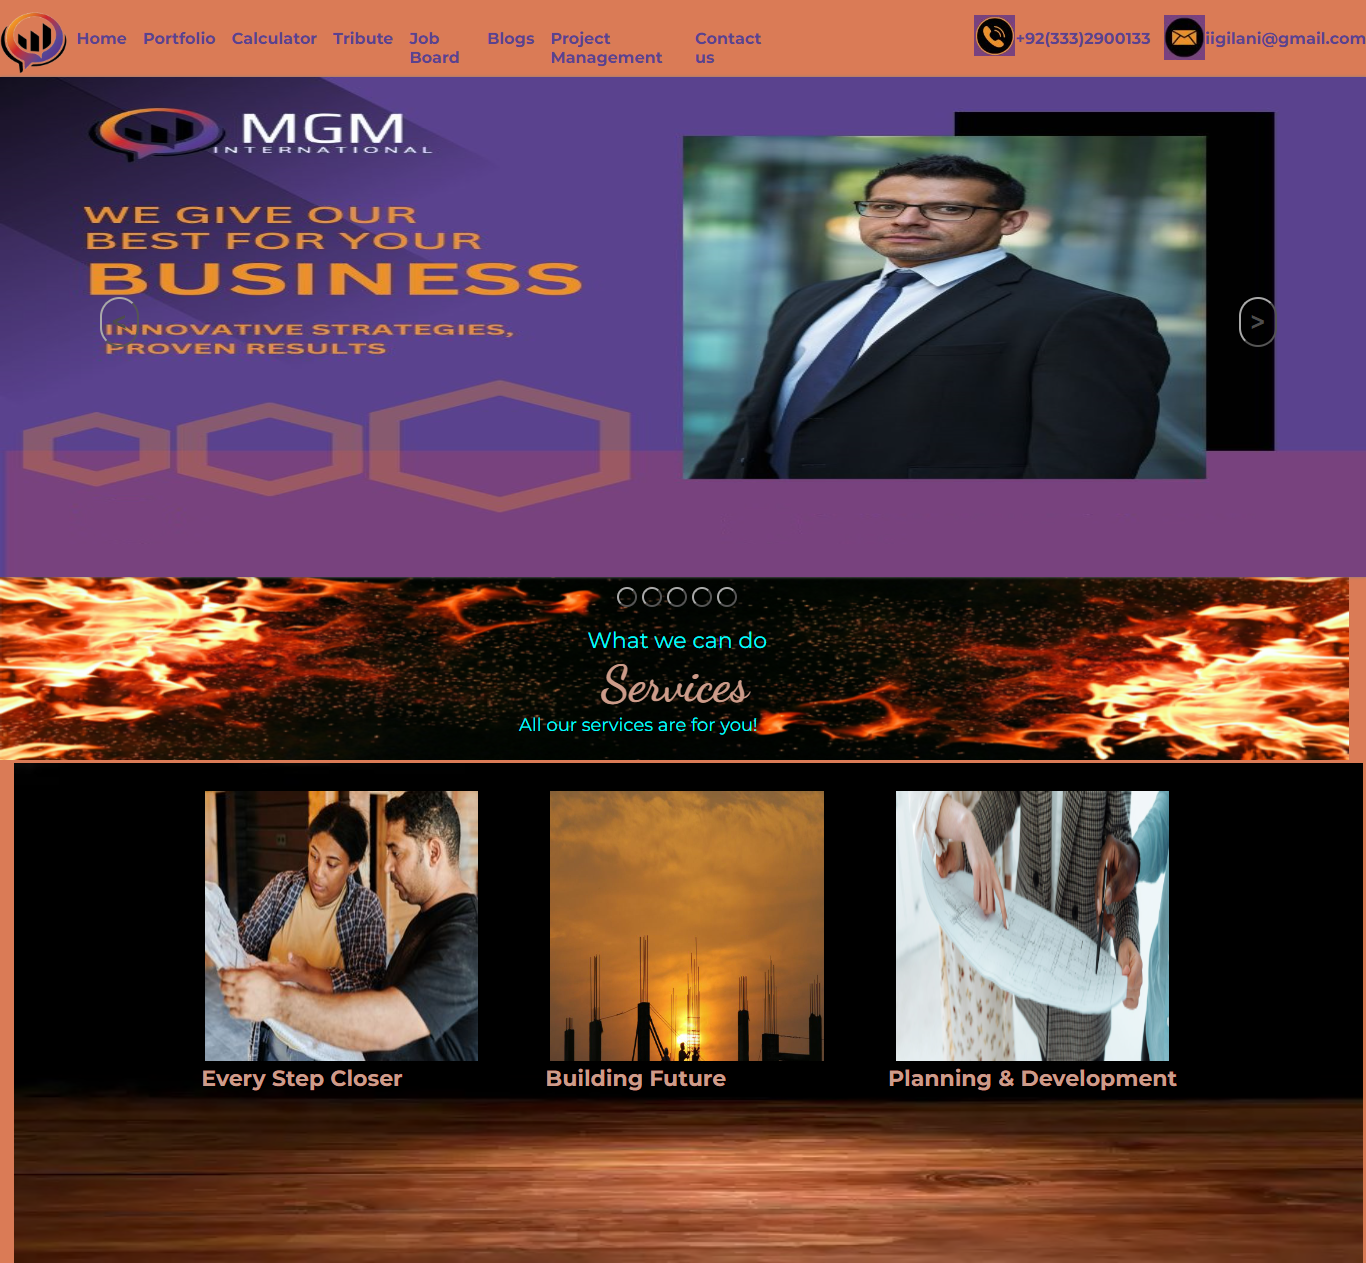 Home Portfolio Calculator Tribute Job Board Blogs Project Management Contact us
+92(333)2900133 iigilani@gmail.com
MGM
INTERNATIONAL
WE GIVE OUR
BEST FOR YOUR
BUSINESS
INNOVATIVE STRATEGIES,
PROVEN RESULTS
>
What we can do
Services
All our services are for you!
Every Step Closer
Building Future
Planning & Development